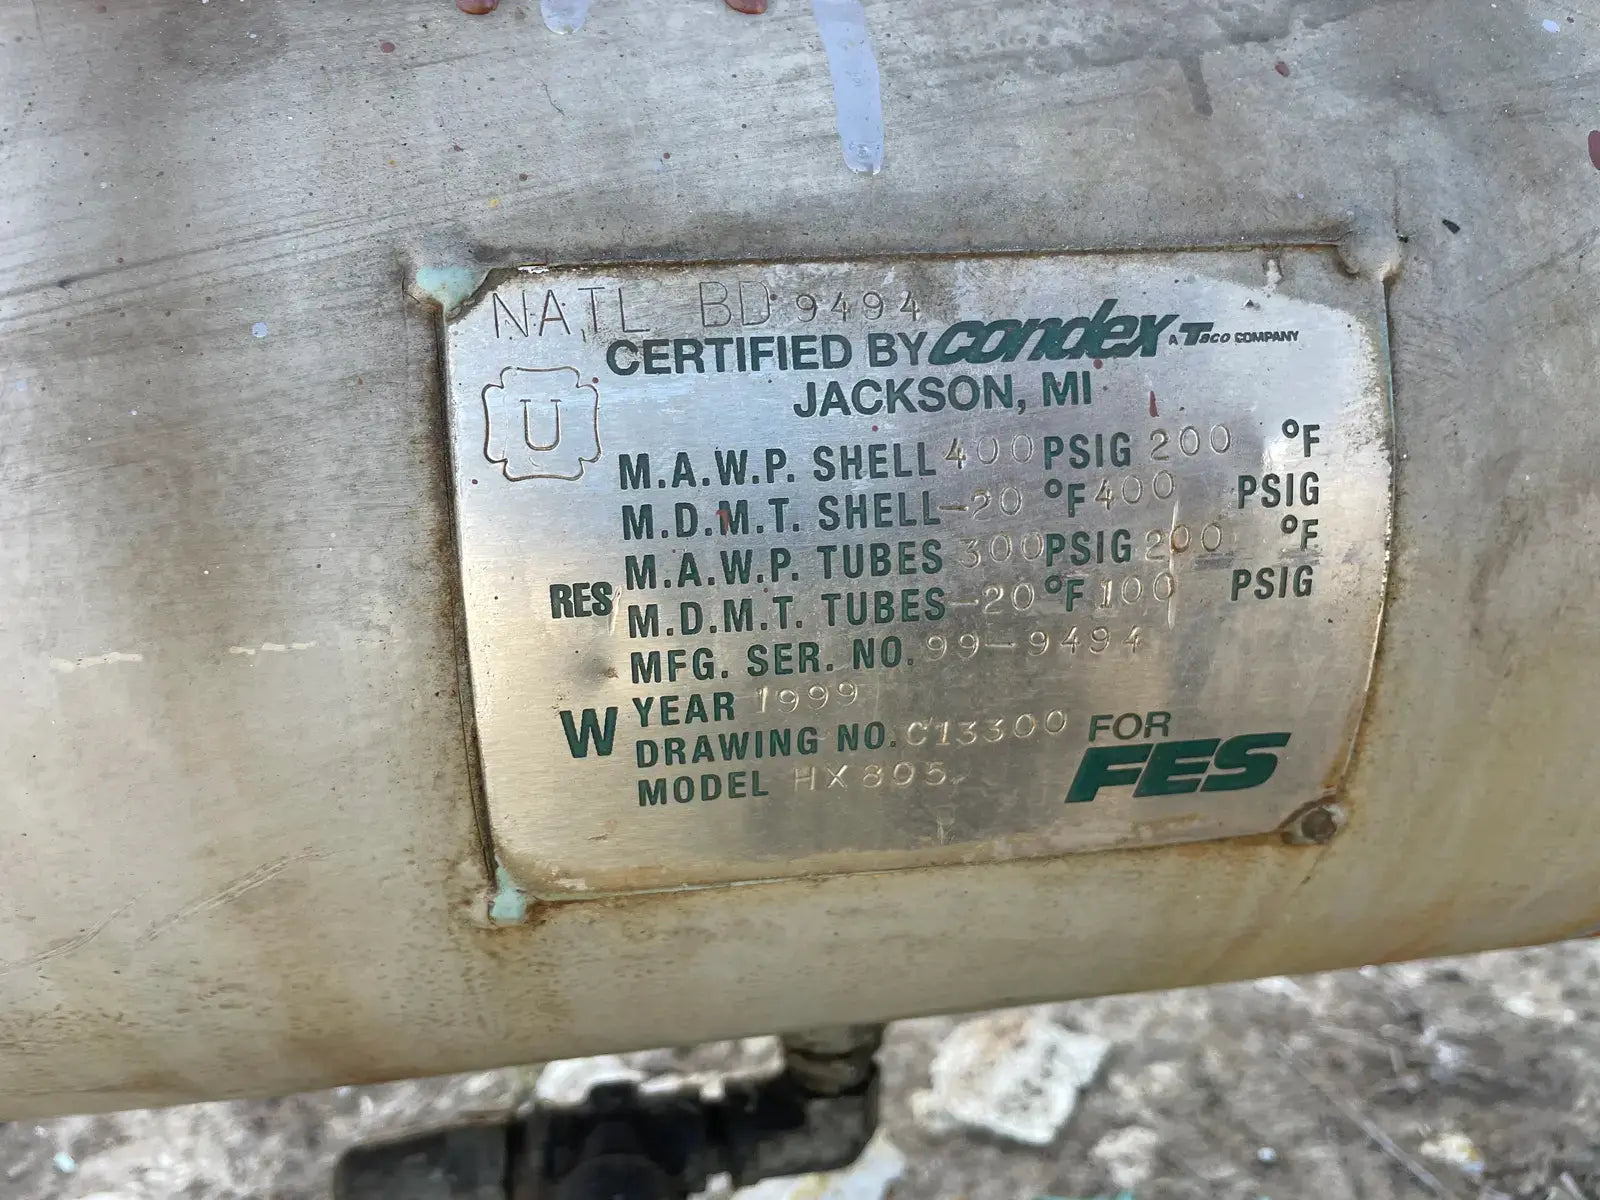 NATL BD 9494
CERTIFIED BY condex A Taco COMPANY
JACKSON, MI
U
M.A.W.P. SHELL 400 PSIG 200 °F
M.D.M.T. SHELL -20 °F 400 PSIG
M.A.W.P. TUBES 300 PSIG 200 °F
RES M.D.M.T. TUBES -20 °F 100 PSIG
MFG. SER. NO. 99-9494
YEAR 1999
W DRAWING NO. C13300 FOR
MODEL HX805 FES